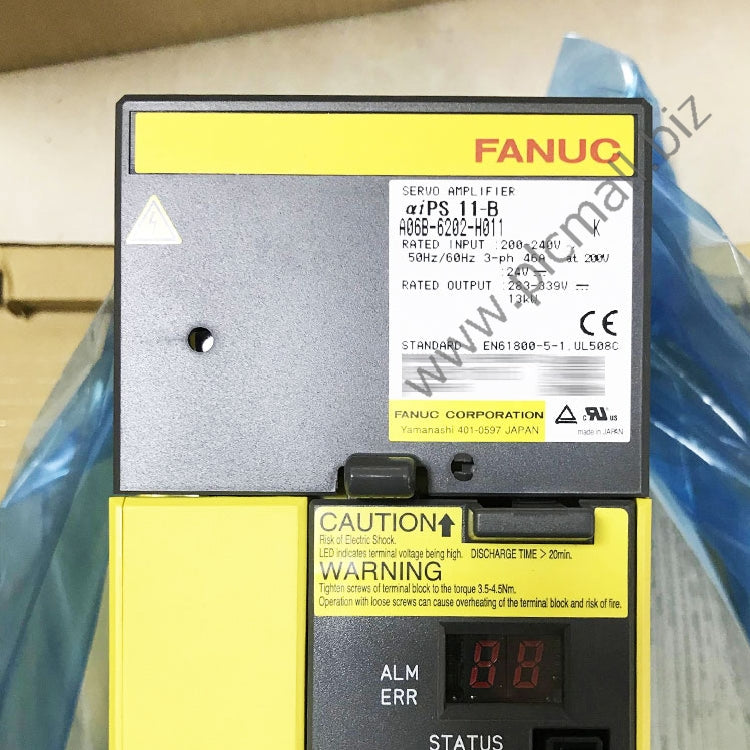 FANUC
SERVO AMPLIFIER
αiPS 11-B
A06B-6202-H011 K
RATED INPUT :200-240V ~
50Hz/60Hz 3-ph 46A at 200V
:24V ⎓
RATED OUTPUT :283-339V ⎓
13kW
CE
STANDARD EN61800-5-1.UL508C
FANUC CORPORATION
Yamanashi 401-0597 JAPAN
c UR us
made in JAPAN
www.plcmall.biz
CAUTION↑
Risk of Electric Shock.
LED indicates terminal voltage being high. DISCHARGE TIME > 20min.
WARNING
Tighten screws of terminal block to the torque 3.5-4.5Nm.
Operation with loose screws can cause overheating of the terminal block and risk of fire.
ALM
ERR
88
STATUS